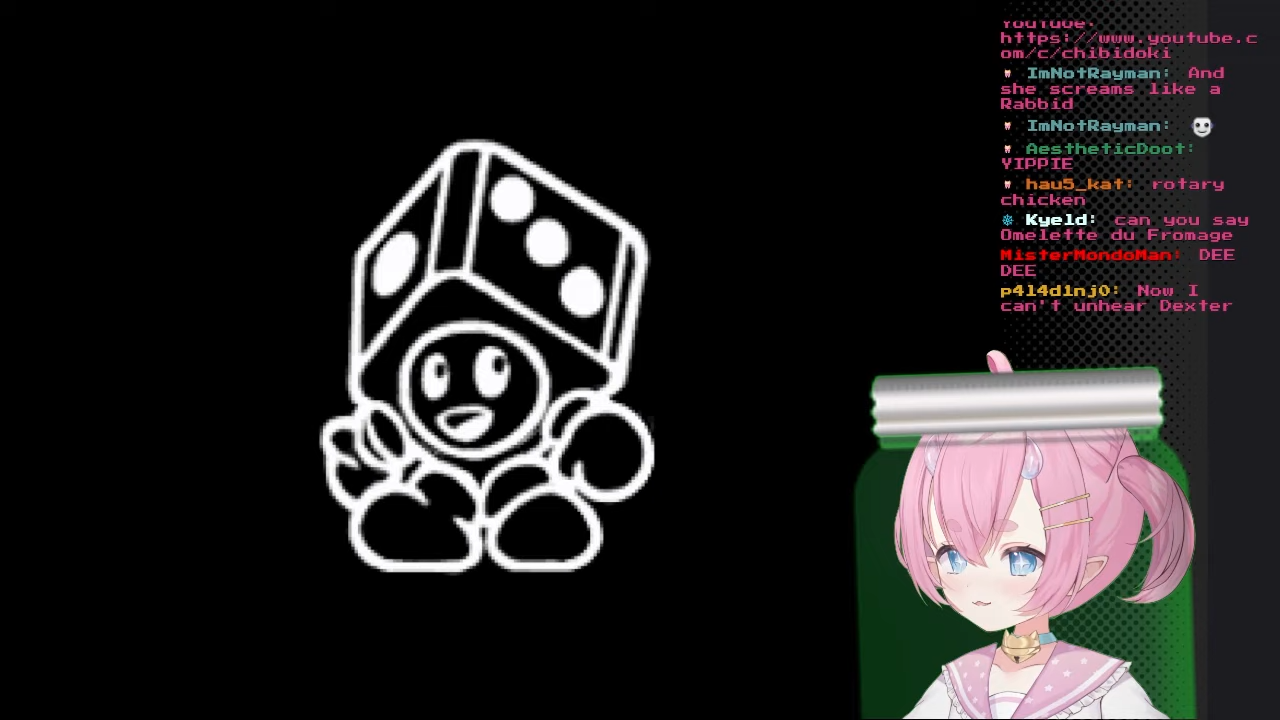 YouTube:
https://www.youtube.c
om/c/chibidoki
ImNotRayman: And
she screams like a
Rabbid
ImNotRayman:
AestheticDoot:
YIPPIE
hau5_kat: rotary
chicken
Kyeld: can you say
Omelette du Fromage
MisterMondoMan: DEE
DEE
p4l4d1nj0: Now I
can't unhear Dexter